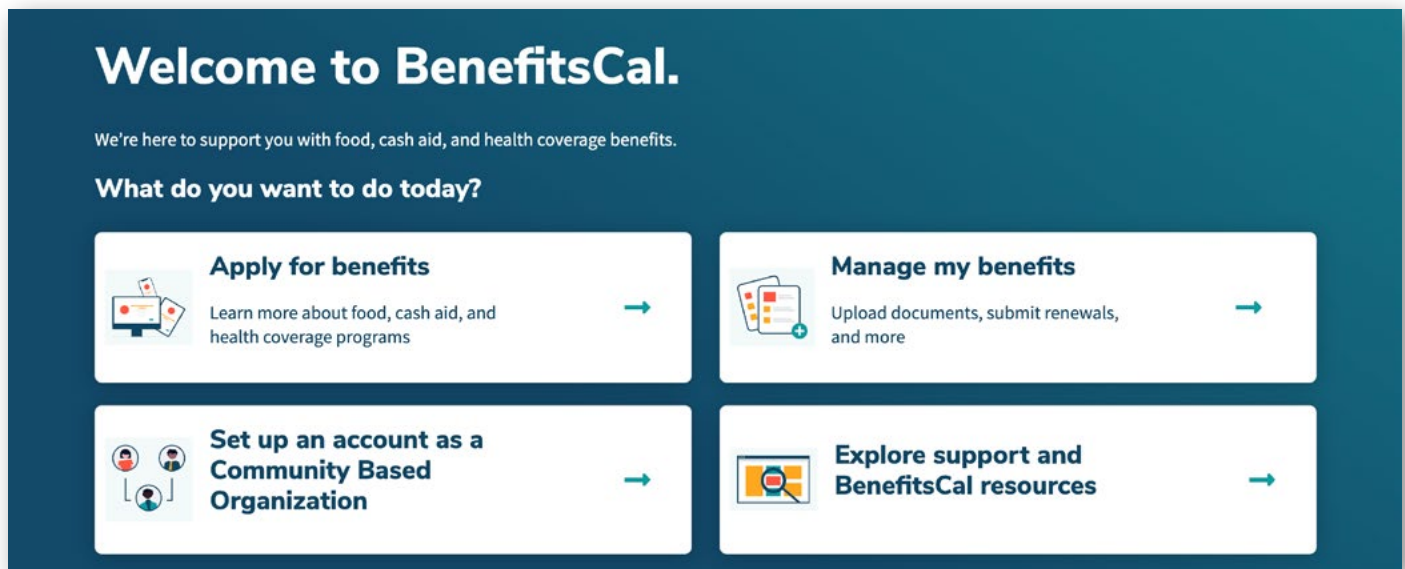 Welcome to BenefitsCal.
We're here to support you with food, cash aid, and health coverage benefits.
What do you want to do today?
Apply for benefits
Learn more about food, cash aid, and
health coverage programs
Manage my benefits
Upload documents, submit renewals,
and more
Set up an account as a
Community Based
Organization
Explore support and
BenefitsCal resources